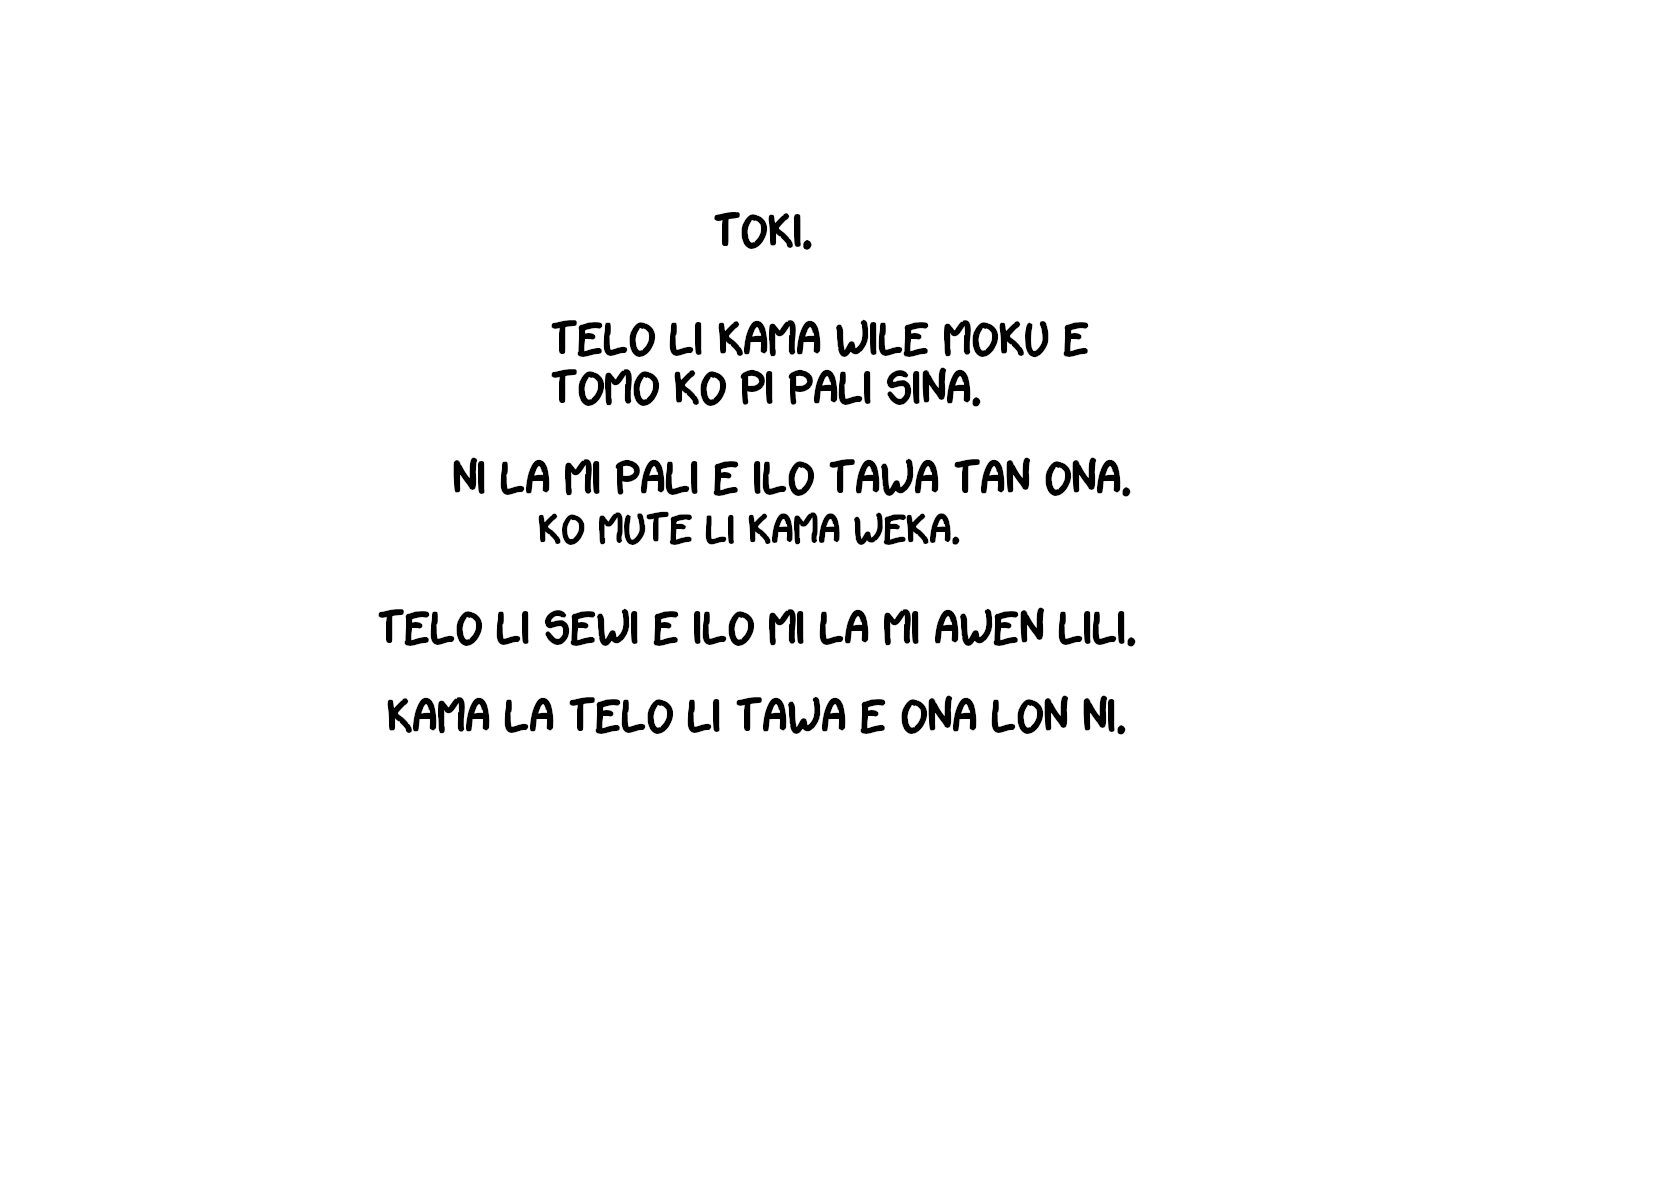 TOKI.
TELO LI KAMA WILE MOKU E
TOMO KO PI PALI SINA.
NI LA MI PALI E ILO TAWA TAN ONA.
KO MUTE LI KAMA WEKA.
TELO LI SEWI E ILO MI LA MI AWEN LILI.
KAMA LA TELO LI TAWA E ONA LON NI.